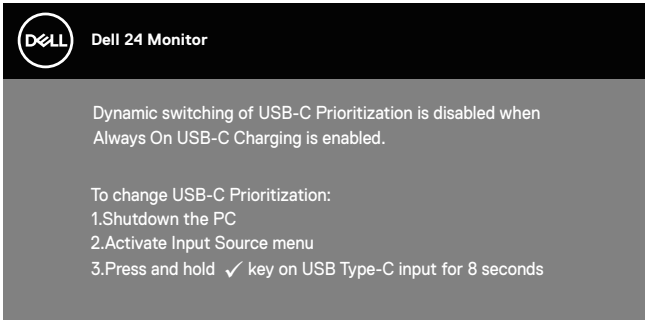 DELL
Dell 24 Monitor
Dynamic switching of USB-C Prioritization is disabled when
Always On USB-C Charging is enabled.
To change USB-C Prioritization:
1.Shutdown the PC
2.Activate Input Source menu
3.Press and hold ✓ key on USB Type-C input for 8 seconds